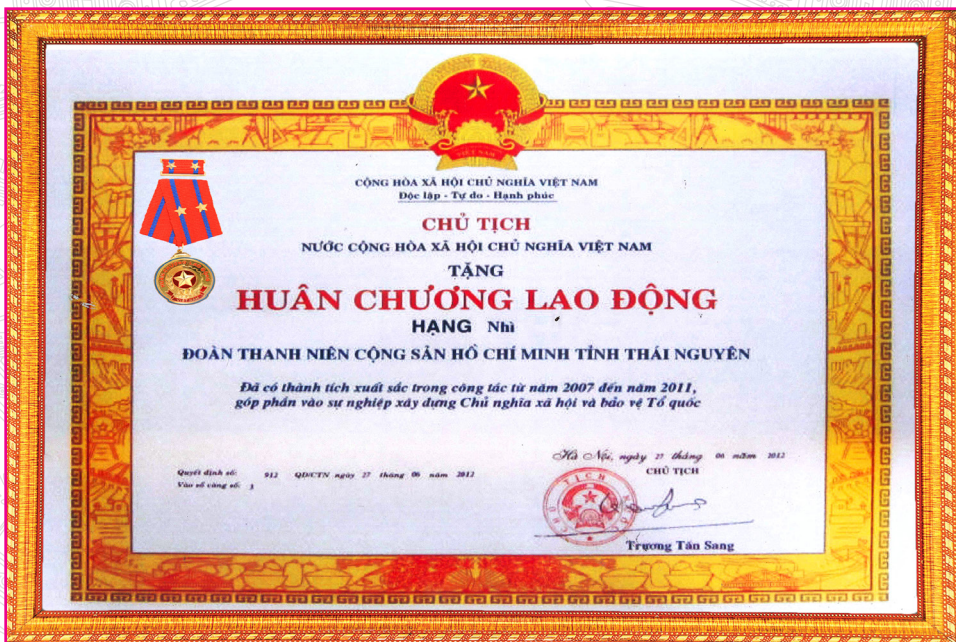 VIỆT NAM
CỘNG HÒA XÃ HỘI CHỦ NGHĨA VIỆT NAM
Độc lập - Tự do - Hạnh phúc
CHỦ TỊCH
NƯỚC CỘNG HÒA XÃ HỘI CHỦ NGHĨA VIỆT NAM
TẶNG
HUÂN CHƯƠNG LAO ĐỘNG
HẠNG Nhì
ĐOÀN THANH NIÊN CỘNG SẢN HỒ CHÍ MINH TỈNH THÁI NGUYÊN
Đã có thành tích xuất sắc trong công tác từ năm 2007 đến năm 2011,
góp phần vào sự nghiệp xây dựng Chủ nghĩa xã hội và bảo vệ Tổ quốc
Hà Nội, ngày 27 tháng 06 năm 2012
CHỦ TỊCH
Quyết định số: 912 QĐ/CTN ngày 27 tháng 06 năm 2012
Vào sổ vàng số: 3
Trương Tấn Sang